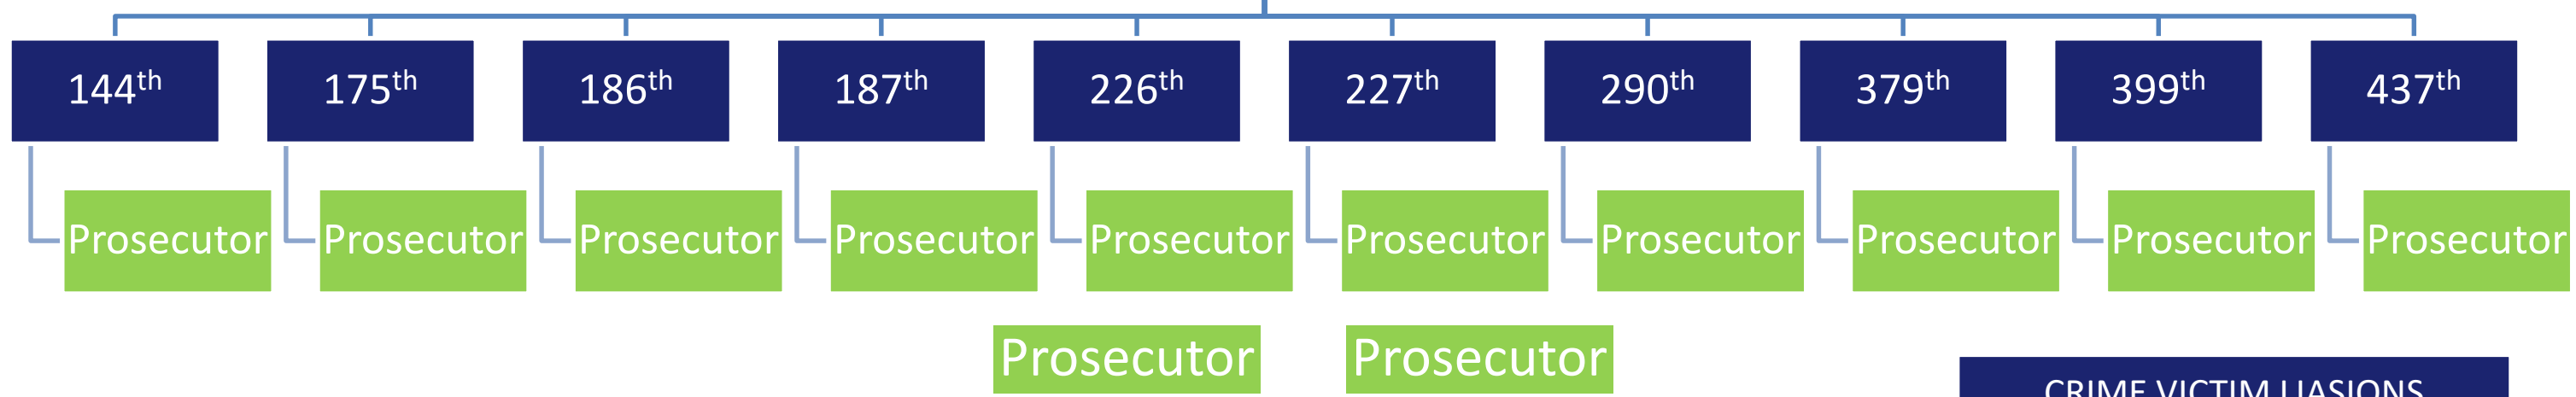 144th 175th 186th 187th 226th 227th 290th 379th 399th 437th
Prosecutor Prosecutor Prosecutor Prosecutor Prosecutor Prosecutor Prosecutor Prosecutor Prosecutor Prosecutor
Prosecutor Prosecutor
CRIME VICTIM LIASIONS